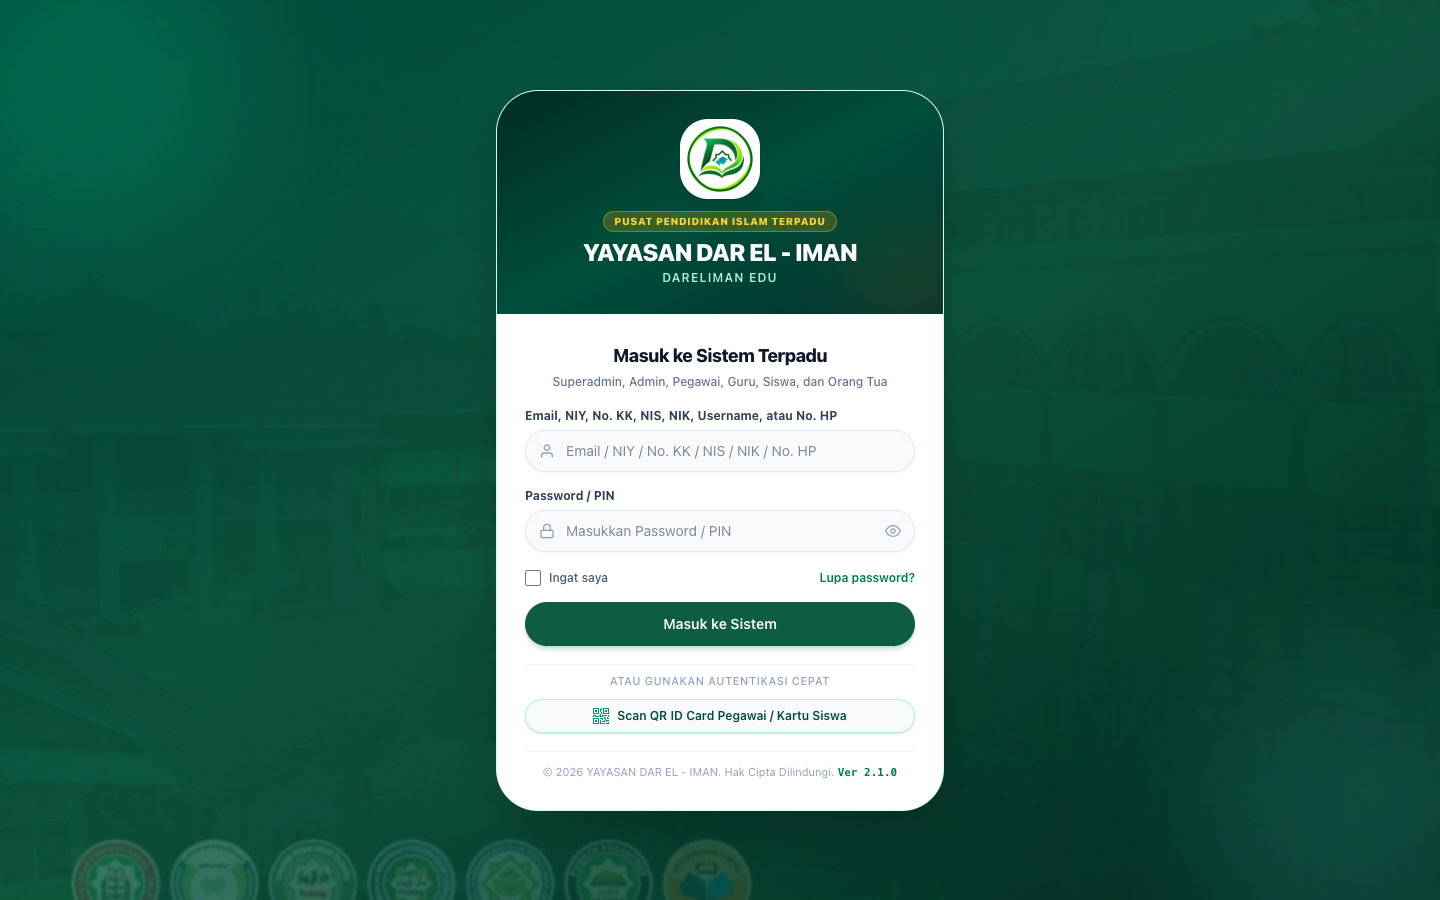 PUSAT PENDIDIKAN ISLAM TERPADU
YAYASAN DAR EL - IMAN
DARELIMAN EDU
Masuk ke Sistem Terpadu
Superadmin, Admin, Pegawai, Guru, Siswa, dan Orang Tua
Email, NIY, No. KK, NIS, NIK, Username, atau No. HP
Email / NIY / No. KK / NIS / NIK / No. HP
Password / PIN
Masukkan Password / PIN
Ingat saya
Lupa password?
Masuk ke Sistem
ATAU GUNAKAN AUTENTIKASI CEPAT
Scan QR ID Card Pegawai / Kartu Siswa
© 2026 YAYASAN DAR EL - IMAN. Hak Cipta Dilindungi. Ver 2.1.0